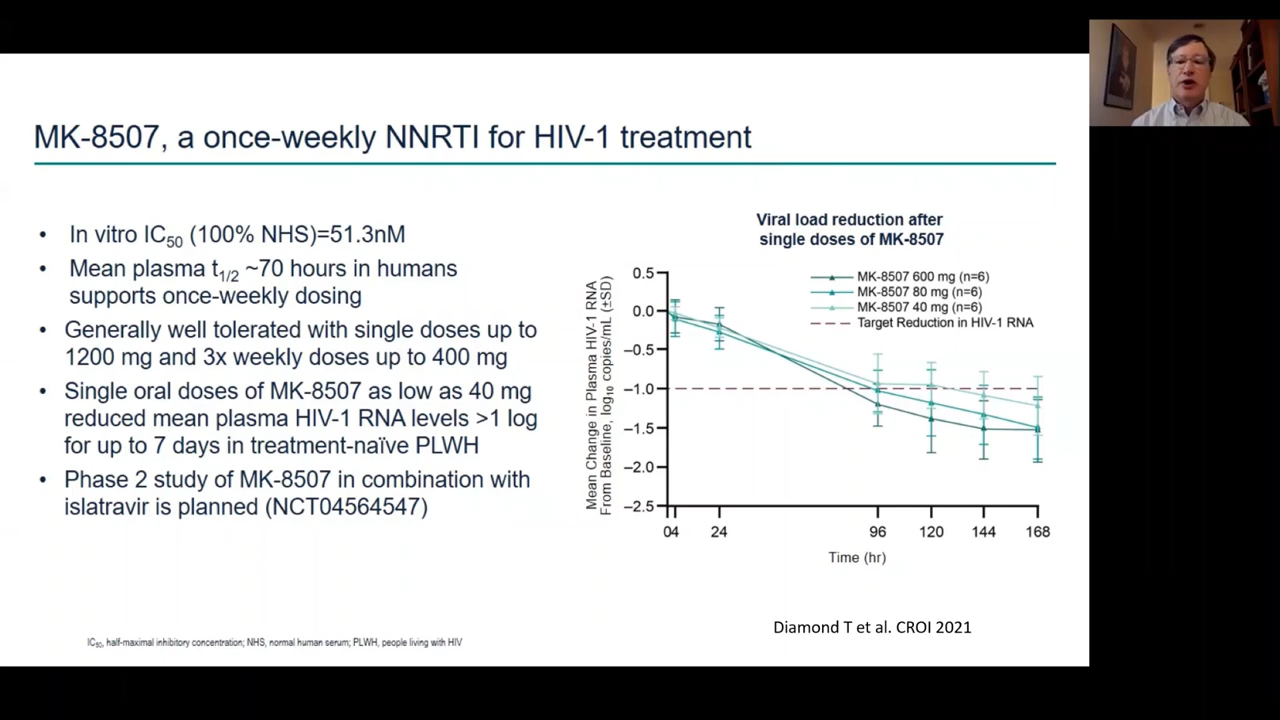 MK-8507, a once-weekly NNRTI for HIV-1 treatment
• In vitro IC50 (100% NHS)=51.3nM
• Mean plasma t1/2 ~70 hours in humans
supports once-weekly dosing
• Generally well tolerated with single doses up to
1200 mg and 3x weekly doses up to 400 mg
• Single oral doses of MK-8507 as low as 40 mg
reduced mean plasma HIV-1 RNA levels >1 log
for up to 7 days in treatment-naïve PLWH
• Phase 2 study of MK-8507 in combination with
islatravir is planned (NCT04564547)
Viral load reduction after
single doses of MK-8507
MK-8507 600 mg (n=6)
MK-8507 80 mg (n=6)
MK-8507 40 mg (n=6)
Target Reduction in HIV-1 RNA
Mean Change in Plasma HIV-1 RNA
From Baseline, log10 copies/mL (±SD)
0.5
0.0
–0.5
–1.0
–1.5
–2.0
–2.5
04 24 96 120 144 168
Time (hr)
Diamond T et al. CROI 2021
IC50, half-maximal inhibitory concentration; NHS, normal human serum; PLWH, people living with HIV